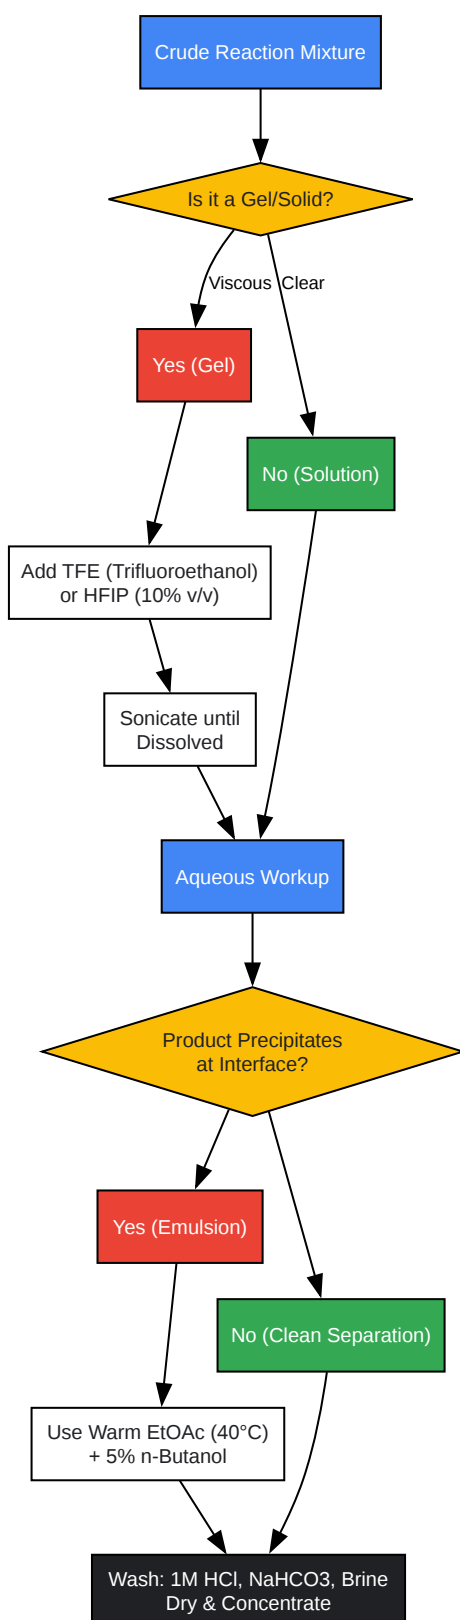 Crude Reaction Mixture
Is it a Gel/Solid?
Viscous
Clear
Yes (Gel)
No (Solution)
Add TFE (Trifluoroethanol)
or HFIP (10% v/v)
Sonicate until
Dissolved
Aqueous Workup
Product Precipitates
at Interface?
Yes (Emulsion)
No (Clean Separation)
Use Warm EtOAc (40°C)
+ 5% n-Butanol
Wash: 1M HCl, NaHCO3, Brine
Dry & Concentrate